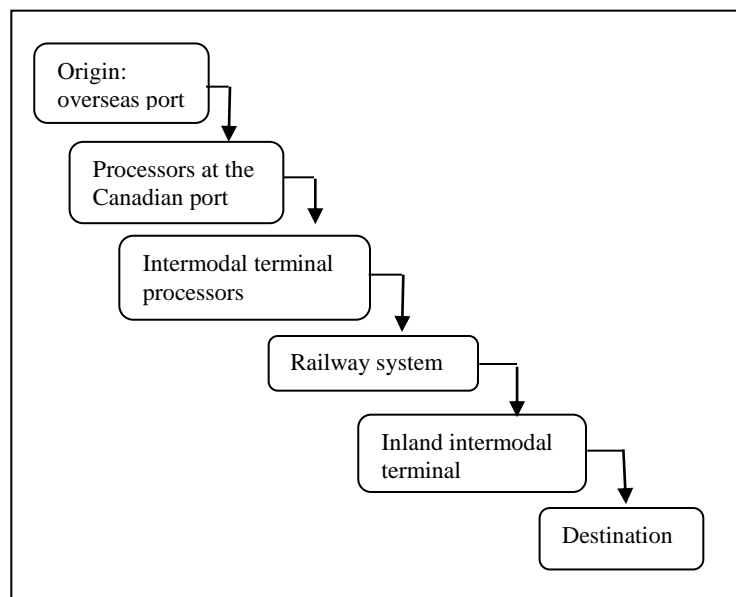 Origin:
overseas port
Processors at the
Canadian port
Intermodal terminal
processors
Railway system
Inland intermodal
terminal
Destination